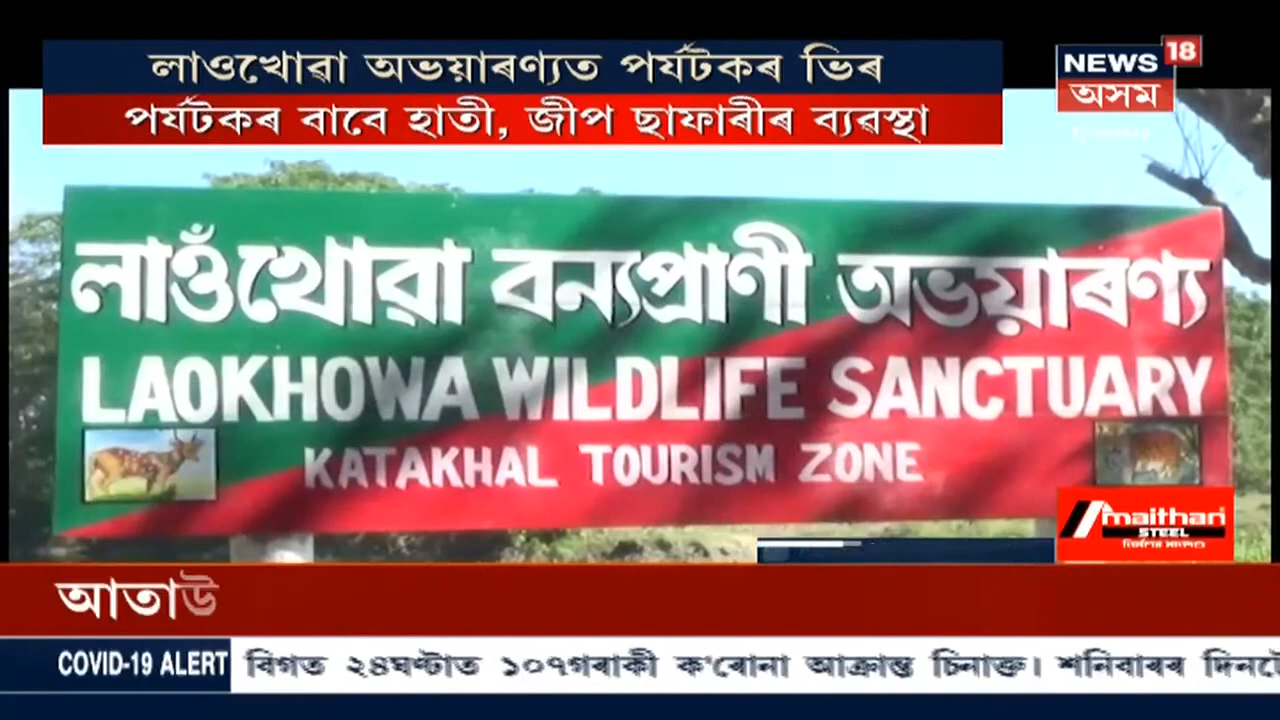 লাওখোৱা অভয়াৰণ্যত পৰ্যটকৰ ভিৰ
পৰ্যটকৰ বাবে হাতী, জীপ ছাফাৰীৰ ব্যৱস্থা
NEWS 18
অসম
লাওঁখোৱা বন্যপ্ৰাণী অভয়াৰণ্য
LAOKHOWA WILDLIFE SANCTUARY
KATAKHAL TOURISM ZONE
maithan
STEEL
আতাউ
COVID-19 ALERT বিগত ২৪ঘণ্টাত ১০৭গৰাকী ক'ৰোনা আক্ৰান্ত চিনাক্ত। শনিবাৰৰ